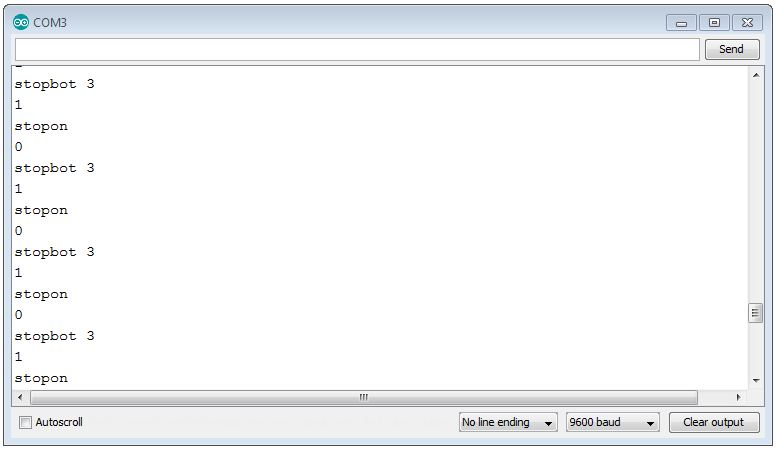 COM3
Send
stopbot 3
1
stopon
0
stopbot 3
1
stopon
0
stopbot 3
1
stopon
0
stopbot 3
1
stopon
Autoscroll
No line ending
9600 baud
Clear output